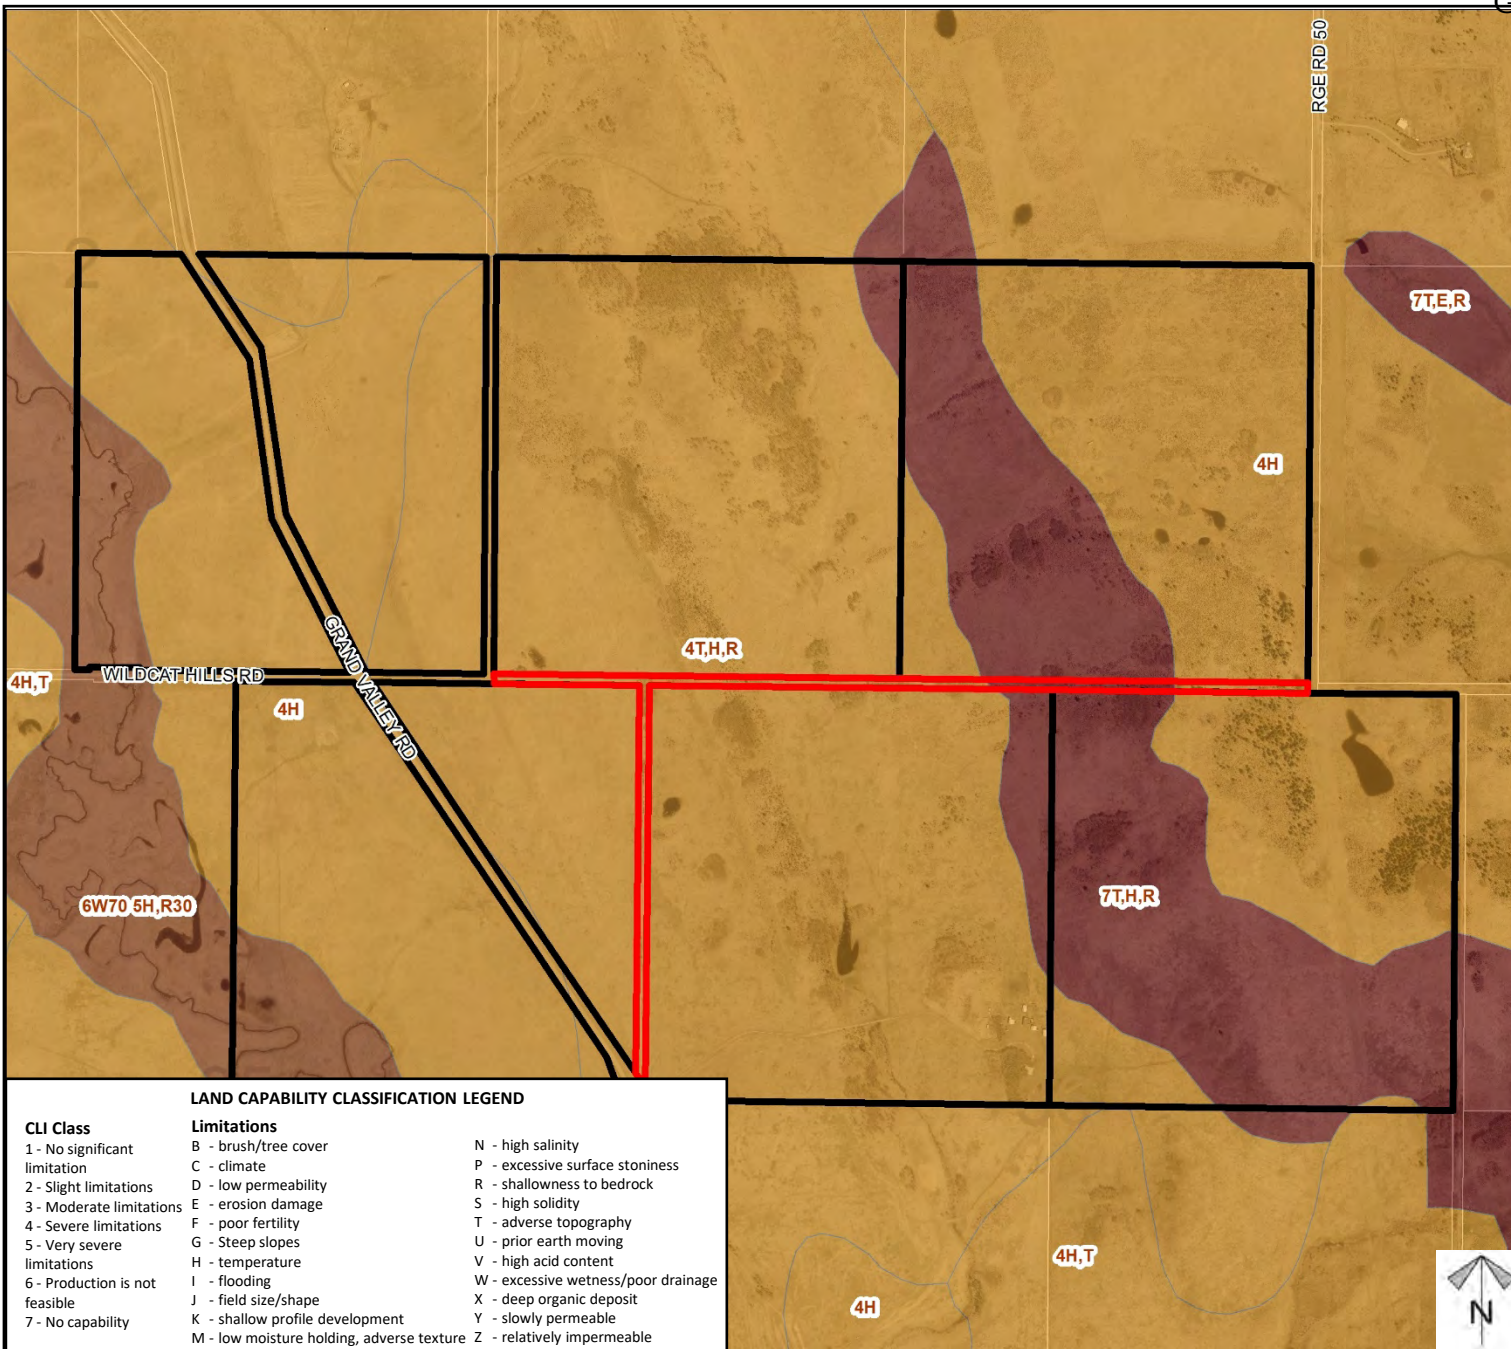 RGE RD 50
2
7T,E,R
4H
4T,H,R
WILDCAT HILLS RD
4H,T
GRAND VALLEY RD
4H
6W70 5H,R30
7T,H,R
4H,T
4H
N
LAND CAPABILITY CLASSIFICATION LEGEND
CLI Class
1 - No significant
limitation
2 - Slight limitations
3 - Moderate limitations
4 - Severe limitations
5 - Very severe
limitations
6 - Production is not
feasible
7 - No capability
Limitations
B - brush/tree cover
C - climate
D - low permeability
E - erosion damage
F - poor fertility
G - Steep slopes
H - temperature
I - flooding
J - field size/shape
K - shallow profile development
M - low moisture holding, adverse texture
N - high salinity
P - excessive surface stoniness
R - shallowness to bedrock
S - high solidity
T - adverse topography
U - prior earth moving
V - high acid content
W - excessive wetness/poor drainage
X - deep organic deposit
Y - slowly permeable
Z - relatively impermeable